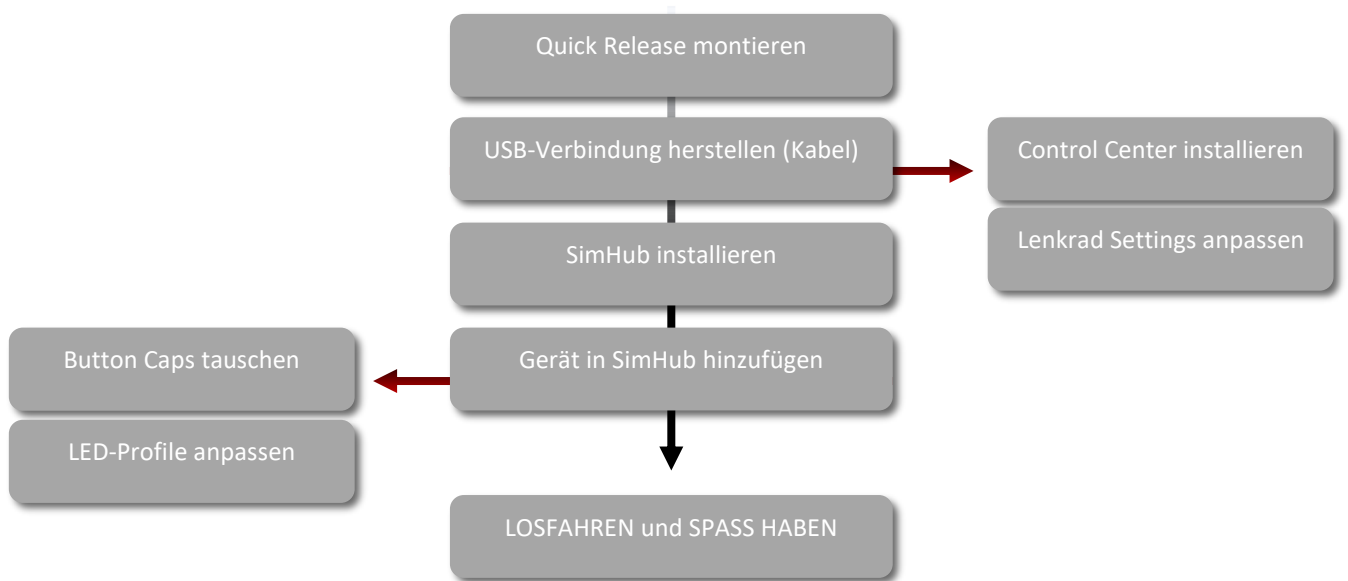 Quick Release montieren
USB-Verbindung herstellen (Kabel)
Control Center installieren
Lenkrad Settings anpassen
SimHub installieren
Gerät in SimHub hinzufügen
Button Caps tauschen
LED-Profile anpassen
LOSFAHREN und SPASS HABEN